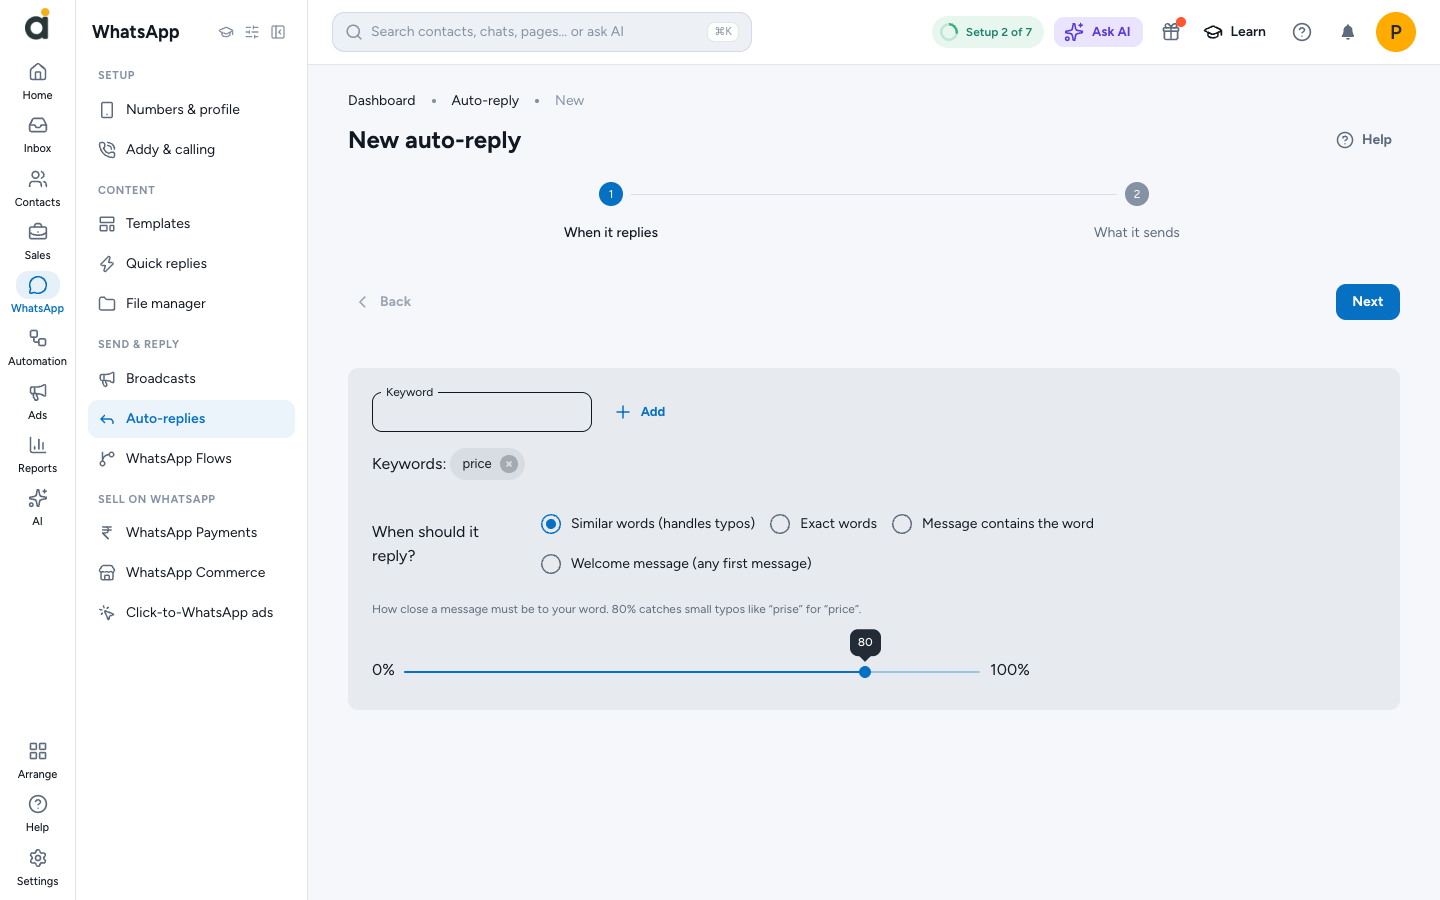 WhatsApp
Search contacts, chats, pages... or ask AI
⌘K
Setup 2 of 7
Ask AI
Learn
P
Home
Inbox
Contacts
Sales
WhatsApp
Automation
Ads
Reports
AI
Arrange
Help
Settings
SETUP
Numbers & profile
Addy & calling
CONTENT
Templates
Quick replies
File manager
SEND & REPLY
Broadcasts
Auto-replies
WhatsApp Flows
SELL ON WHATSAPP
WhatsApp Payments
WhatsApp Commerce
Click-to-WhatsApp ads
Dashboard • Auto-reply • New
New auto-reply
Help
1
When it replies
2
What it sends
Back
Next
Keyword
Add
Keywords: price
When should it
reply?
Similar words (handles typos)
Exact words
Message contains the word
Welcome message (any first message)
How close a message must be to your word. 80% catches small typos like “prise” for “price”.
80
0%
100%